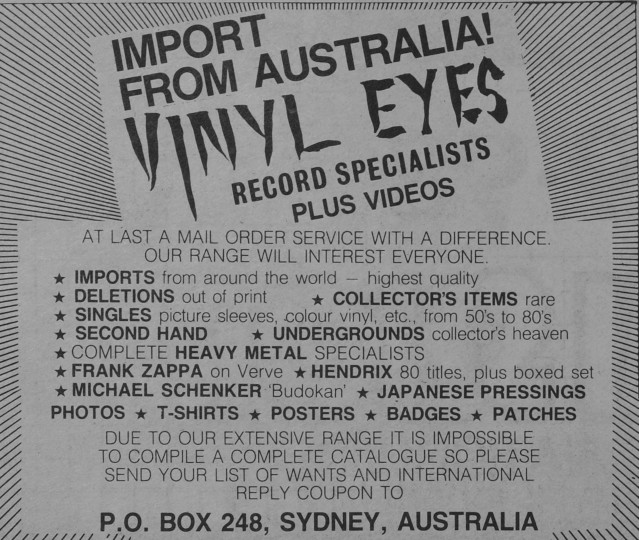 IMPORT
FROM AUSTRALIA!
VINYL EYES
RECORD SPECIALISTS
PLUS VIDEOS
AT LAST A MAIL ORDER SERVICE WITH A DIFFERENCE.
OUR RANGE WILL INTEREST EVERYONE.
★ IMPORTS from around the world – highest quality
★ DELETIONS out of print ★ COLLECTOR'S ITEMS rare
★ SINGLES picture sleeves, colour vinyl, etc., from 50's to 80's
★ SECOND HAND ★ UNDERGROUNDS collector's heaven
★ COMPLETE HEAVY METAL SPECIALISTS
★ FRANK ZAPPA on Verve ★ HENDRIX 80 titles, plus boxed set
★ MICHAEL SCHENKER 'Budokan' ★ JAPANESE PRESSINGS
PHOTOS ★ T-SHIRTS ★ POSTERS ★ BADGES ★ PATCHES
DUE TO OUR EXTENSIVE RANGE IT IS IMPOSSIBLE
TO COMPILE A COMPLETE CATALOGUE SO PLEASE
SEND YOUR LIST OF WANTS AND INTERNATIONAL
REPLY COUPON TO
P.O. BOX 248, SYDNEY, AUSTRALIA